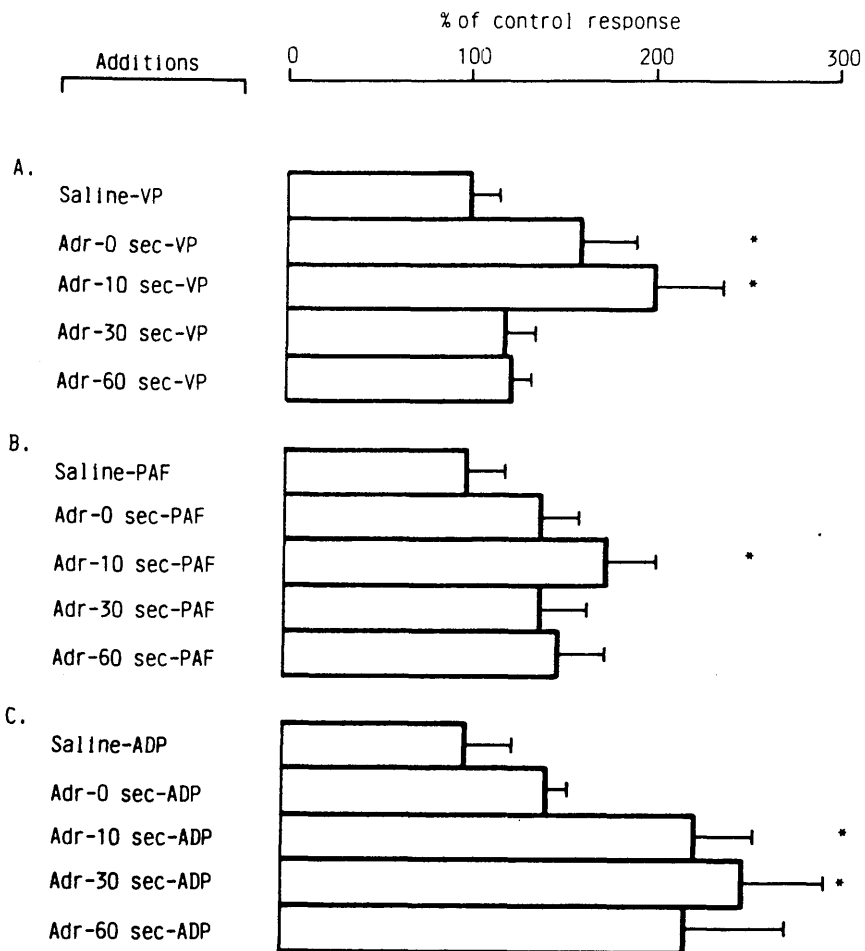 % of control response
Additions
0 100 200 300
A.
Saline-VP
Adr-0 sec-VP *
Adr-10 sec-VP *
Adr-30 sec-VP
Adr-60 sec-VP
B.
Saline-PAF
Adr-0 sec-PAF
Adr-10 sec-PAF *
Adr-30 sec-PAF
Adr-60 sec-PAF
C.
Saline-ADP
Adr-0 sec-ADP
Adr-10 sec-ADP *
Adr-30 sec-ADP *
Adr-60 sec-ADP